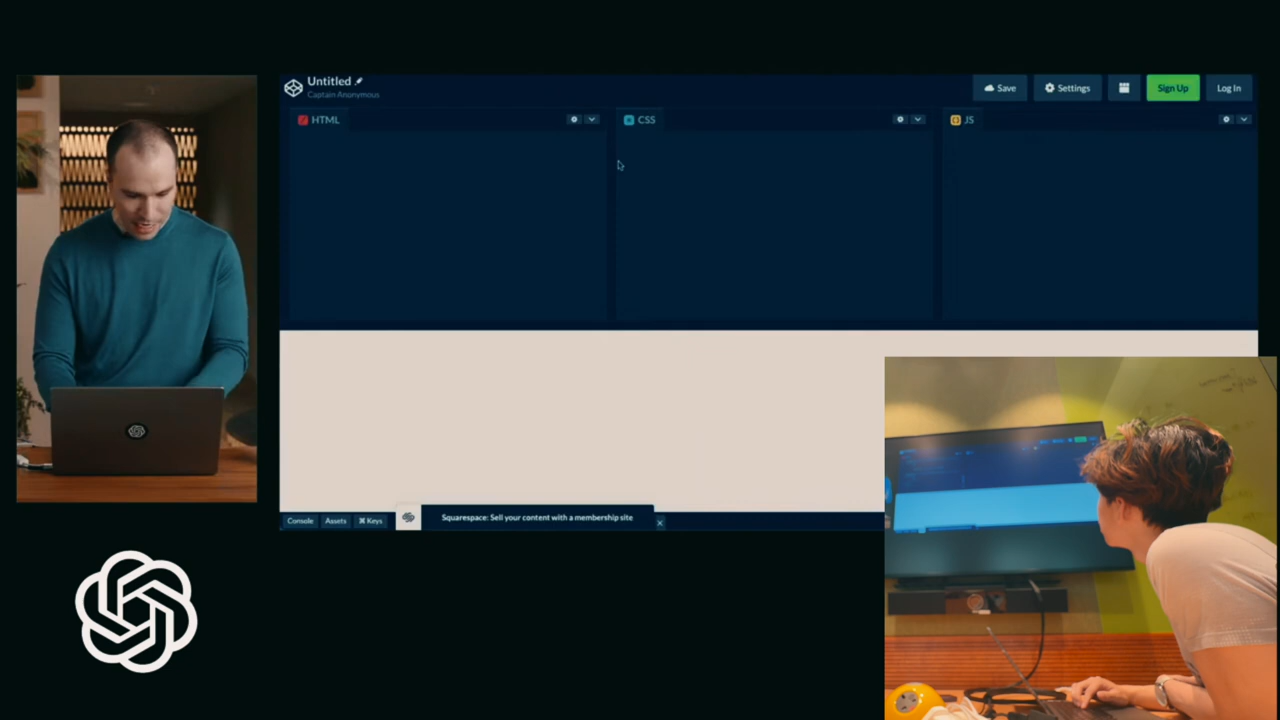 Untitled
Captain Anonymous
Save
Settings
Sign Up
Log In
HTML
CSS
JS
Console
Assets
⌘ Keys
Squarespace: Sell your content with a membership site
x